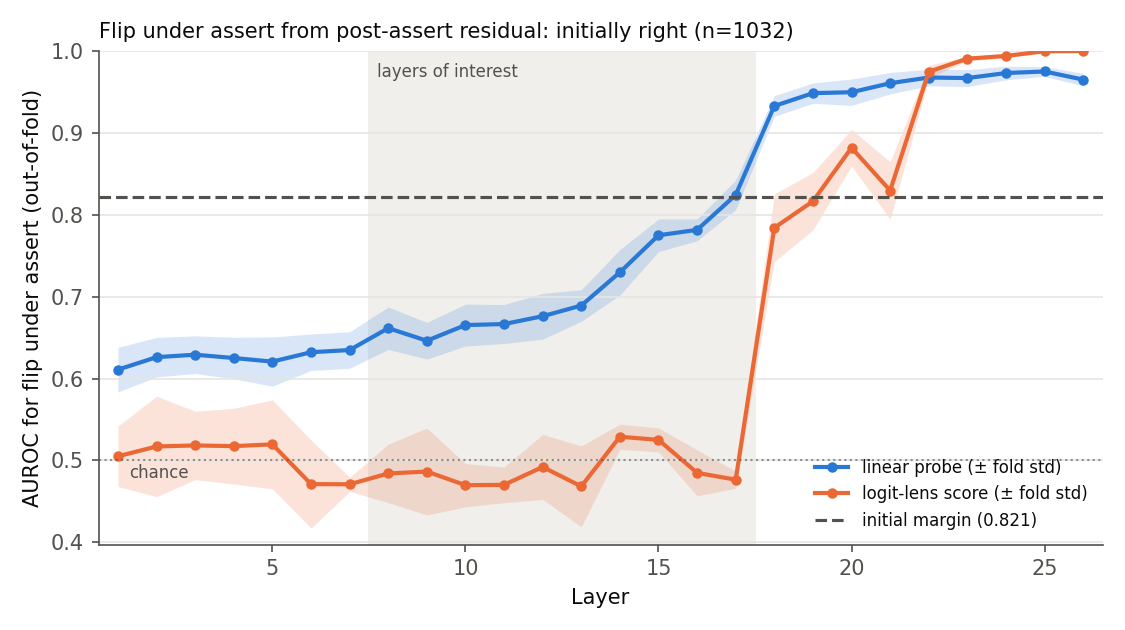 Flip under assert from post-assert residual: initially right (n=1032)
AUROC for flip under assert (out-of-fold)
1.0
0.9
0.8
0.7
0.6
0.5
0.4
layers of interest
chance
linear probe (± fold std)
logit-lens score (± fold std)
initial margin (0.821)
5
10
15
20
25
Layer